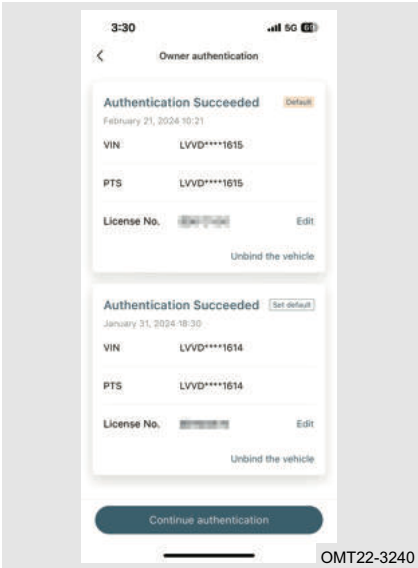 3:30
5G
Owner authentication
Authentication Succeeded Default
February 21, 2024 10:21
VIN LVVD****1615
PTS LVVD****1615
License No. Edit
Unbind the vehicle
Authentication Succeeded Set default
January 31, 2024 18:30
VIN LVVD****1614
PTS LVVD****1614
License No. Edit
Unbind the vehicle
Continue authentication
OMT22-3240